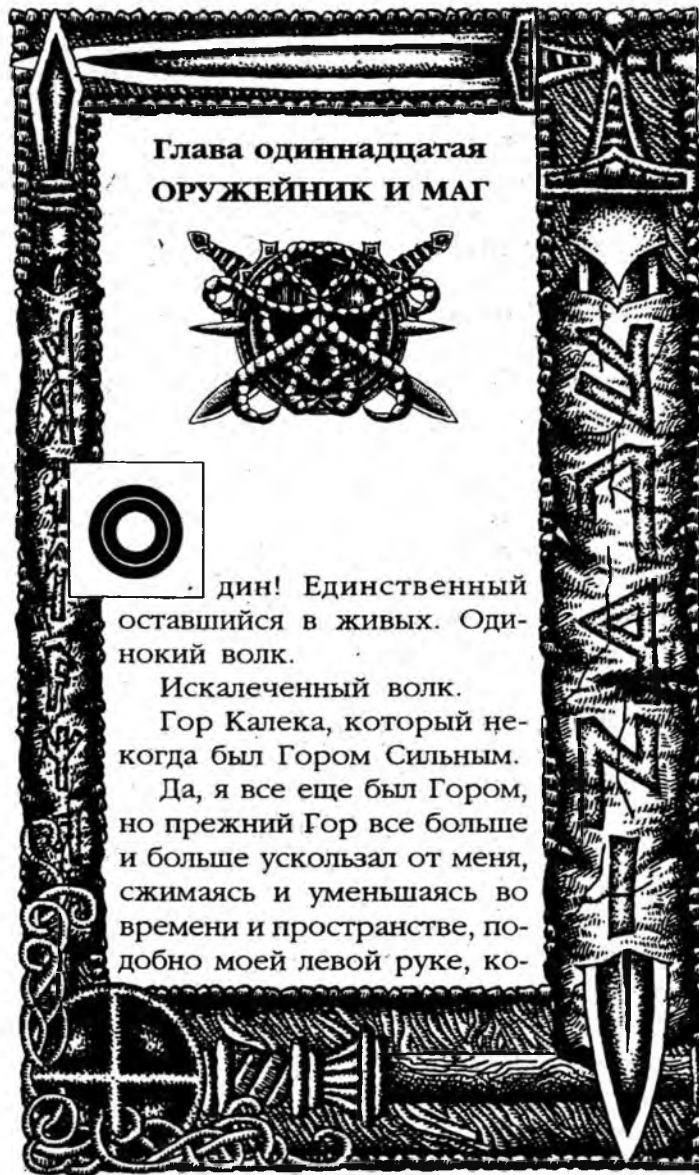 Глава одиннадцатая
ОРУЖЕЙНИК И МАГ
Один! Единственный
оставшийся в живых. Оди-
нокий волк.
Искалеченный волк.
Гор Калека, который не-
когда был Гором Сильным.
Да, я все еще был Гором,
но прежний Гор все больше
и больше ускользал от меня,
сжимаясь и уменьшаясь во
времени и пространстве, по-
добно моей левой руке, ко-